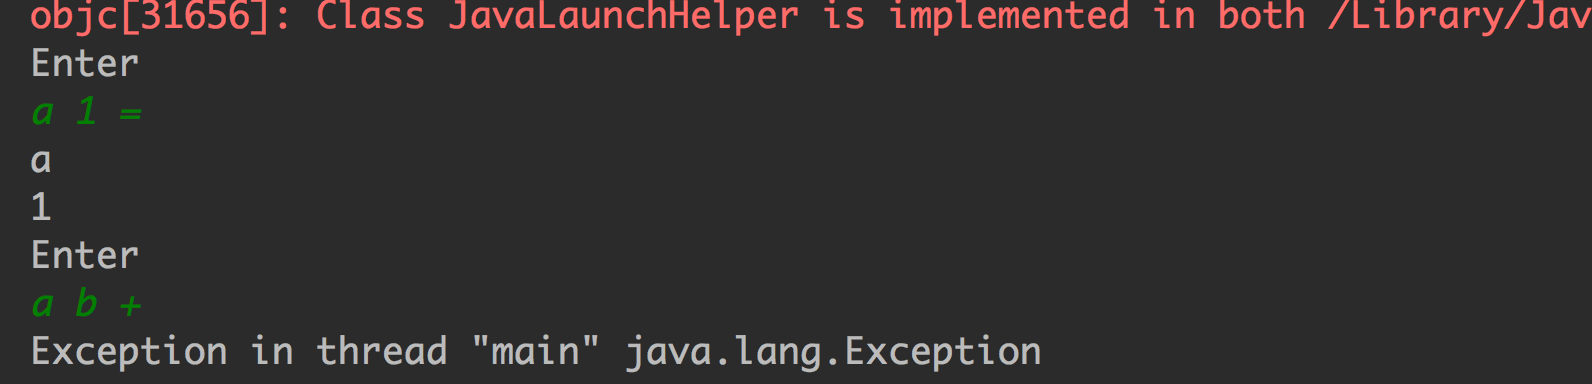 objc[31656]: Class JavaLaunchHelper is implemented in both /Library/Jav
Enter
a 1 =
a
1
Enter
a b +
Exception in thread "main" java.lang.Exception